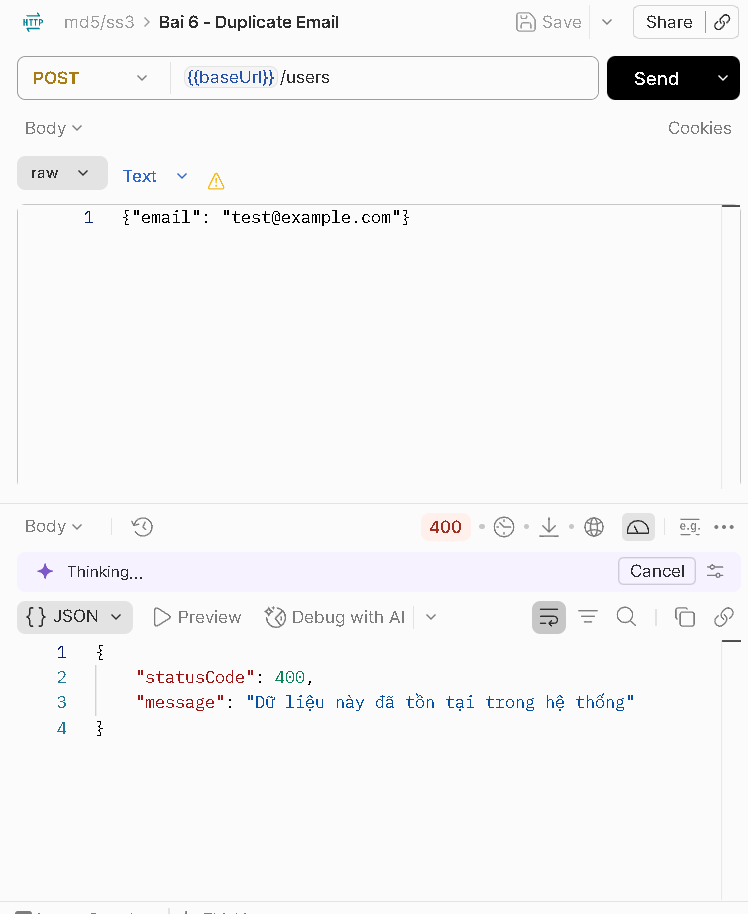 HTTP md5/ss3 > Bai 6 - Duplicate Email Save Share
POST {{baseUrl}} /users Send
Body Cookies
raw Text
1 {"email": "test@example.com"}
Body 400 e.g.
Thinking... Cancel
{} JSON Preview Debug with AI
1 {
2 "statusCode": 400,
3 "message": "Dữ liệu này đã tồn tại trong hệ thống"
4 }